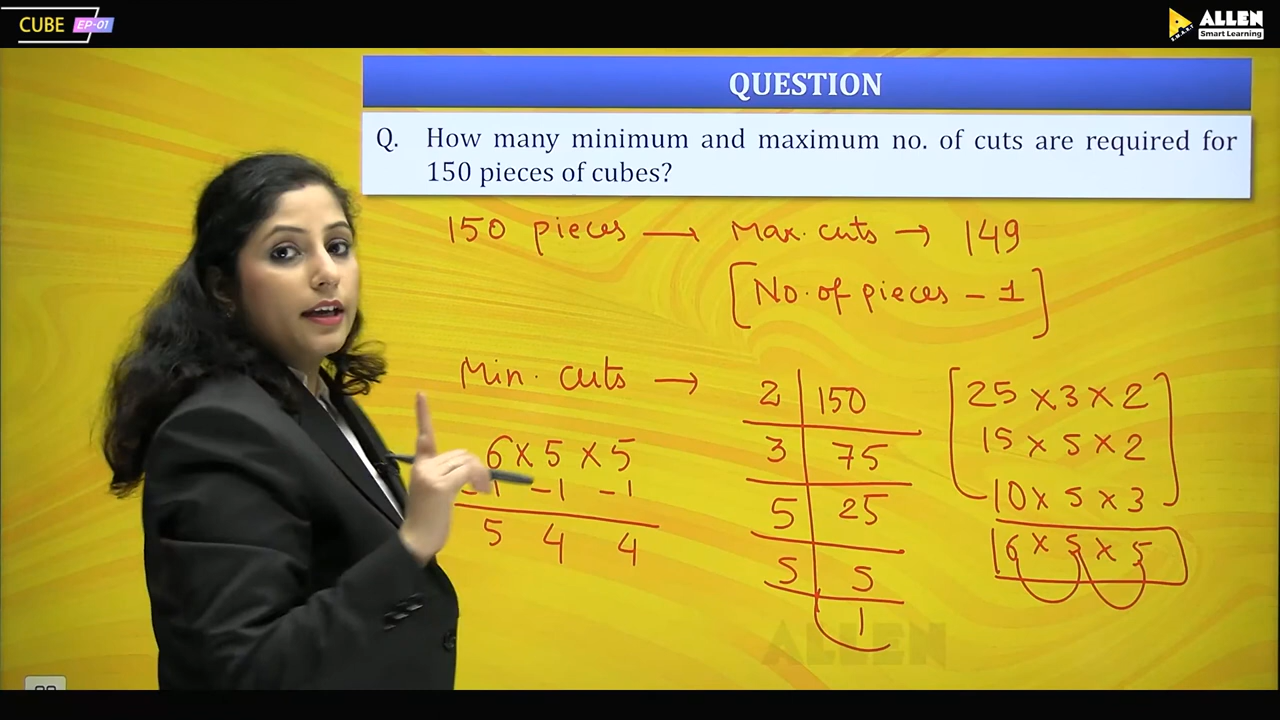 CUBE EP-01
ALLEN
Smart Learning
QUESTION
Q. How many minimum and maximum no. of cuts are required for
150 pieces of cubes?
150 pieces → Max. cuts → 149
[No. of pieces - 1]
Min. cuts →
6 x 5 x 5
-1 -1 -1
5 4 4
2 | 150
3 | 75
5 | 25
5 | 5
1
25 x 3 x 2
15 x 5 x 2
10 x 5 x 3
6 x 5 x 5
ALLEN